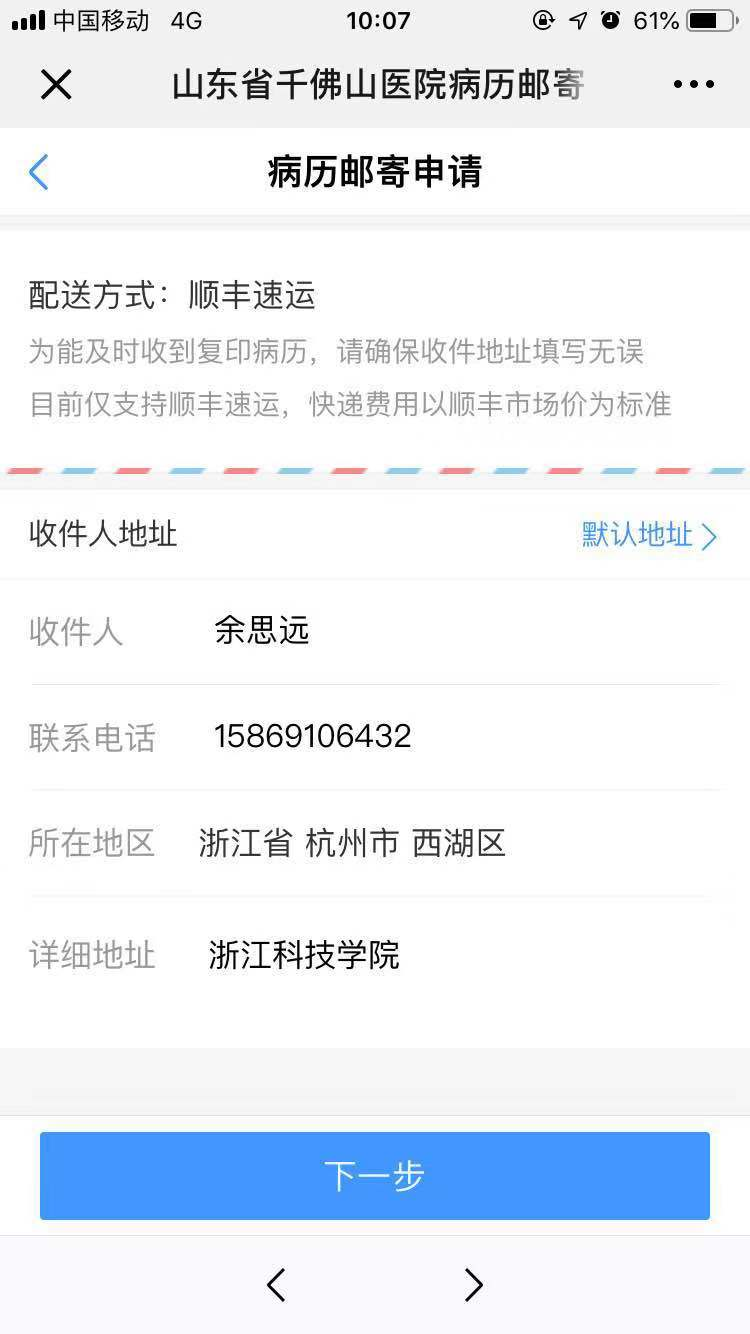 中国移动 4G 10:07 61%
山东省千佛山医院病历邮寄
病历邮寄申请
配送方式：顺丰速运
为能及时收到复印病历，请确保收件地址填写无误
目前仅支持顺丰速运，快递费用以顺丰市场价为标准
收件人地址 默认地址
收件人 余思远
联系电话 15869106432
所在地区 浙江省 杭州市 西湖区
详细地址 浙江科技学院
下一步